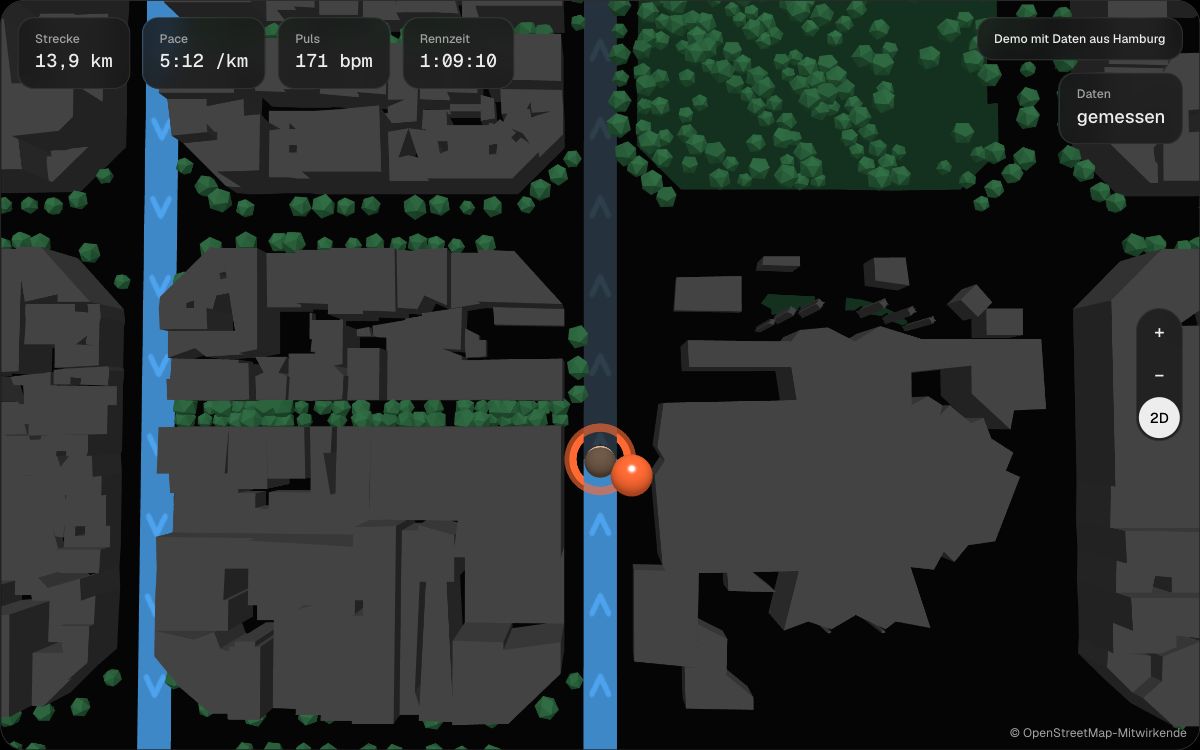 Strecke
13,9 km
Pace
5:12 /km
Puls
171 bpm
Rennzeit
1:09:10
Demo mit Daten aus Hamburg
Daten
gemessen
+
−
2D
© OpenStreetMap-Mitwirkende